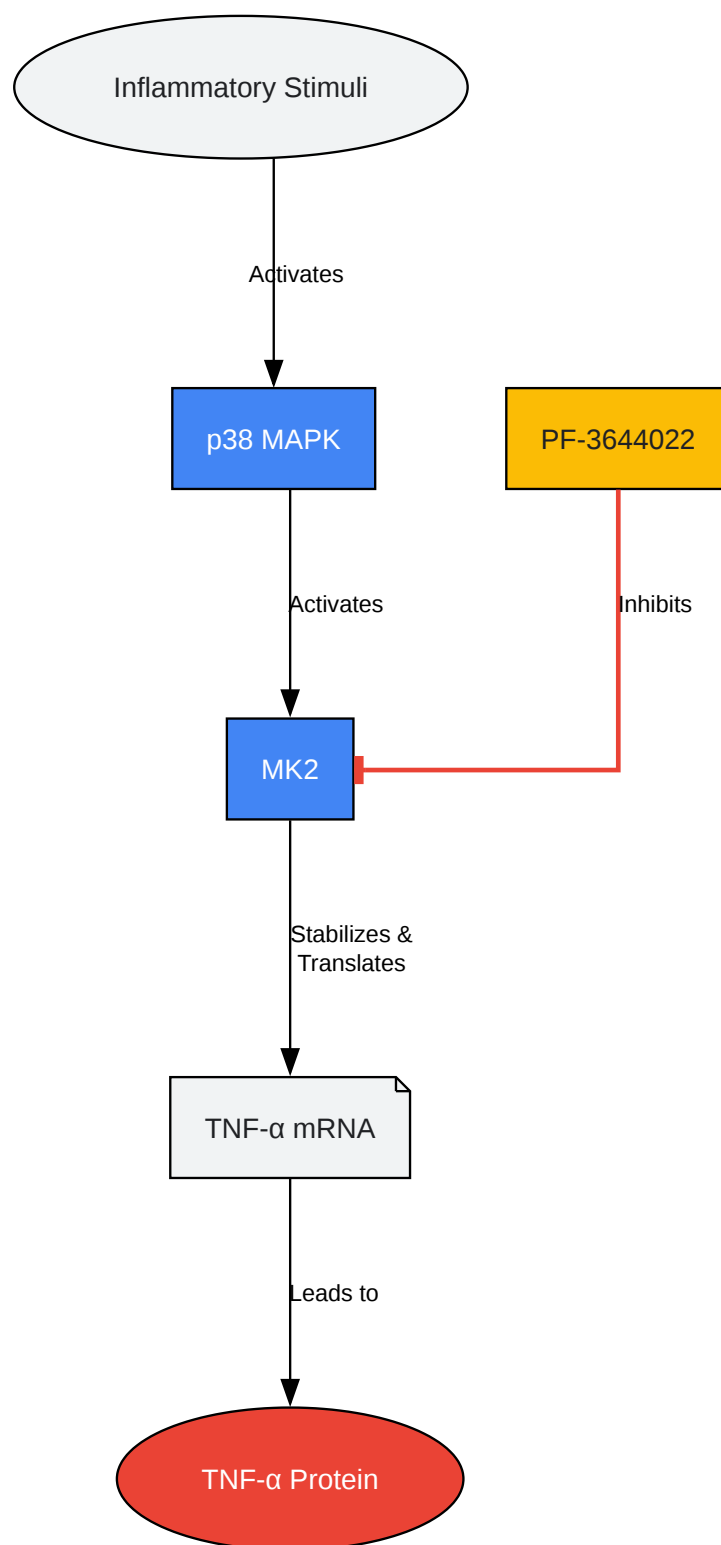 Inflammatory Stimuli
Activates
p38 MAPK
PF-3644022
Activates
Inhibits
MK2
Stabilizes &
Translates
TNF-α mRNA
Leads to
TNF-α Protein